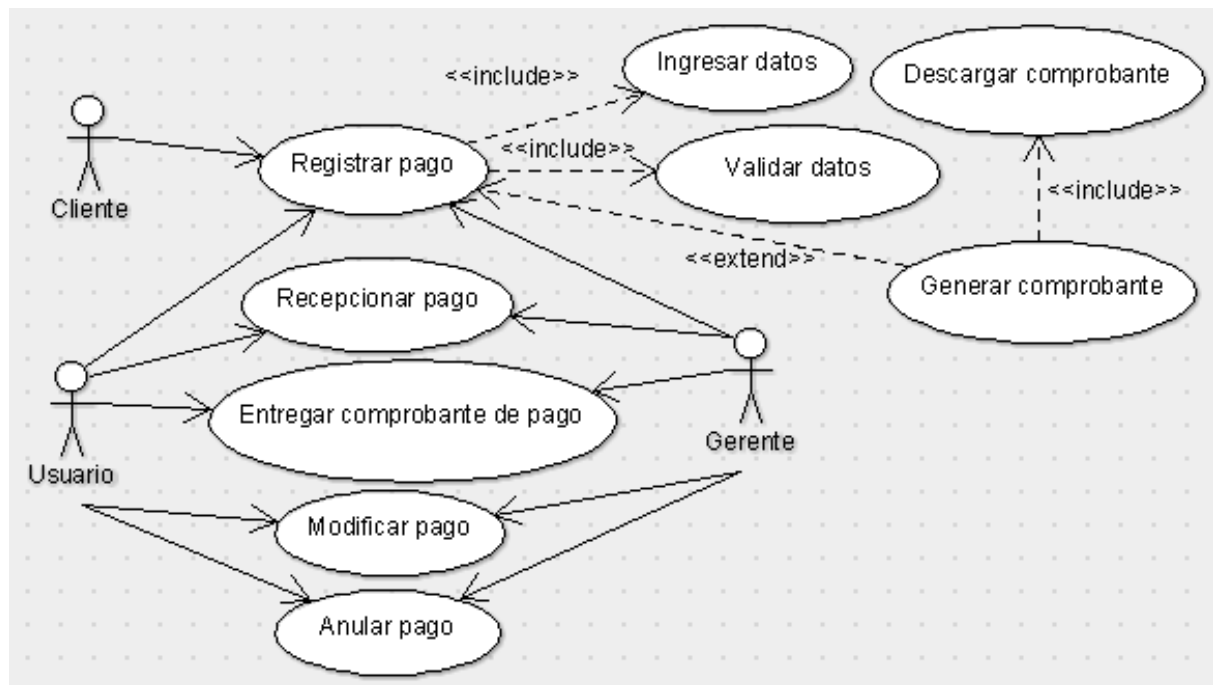 Ingresar datos
Descargar comprobante
<<include>>
Registrar pago
<<include>>
Validar datos
<<include>>
Cliente
<<extend>>
Generar comprobante
Recepcionar pago
Entregar comprobante de pago
Gerente
Usuario
Modificar pago
Anular pago